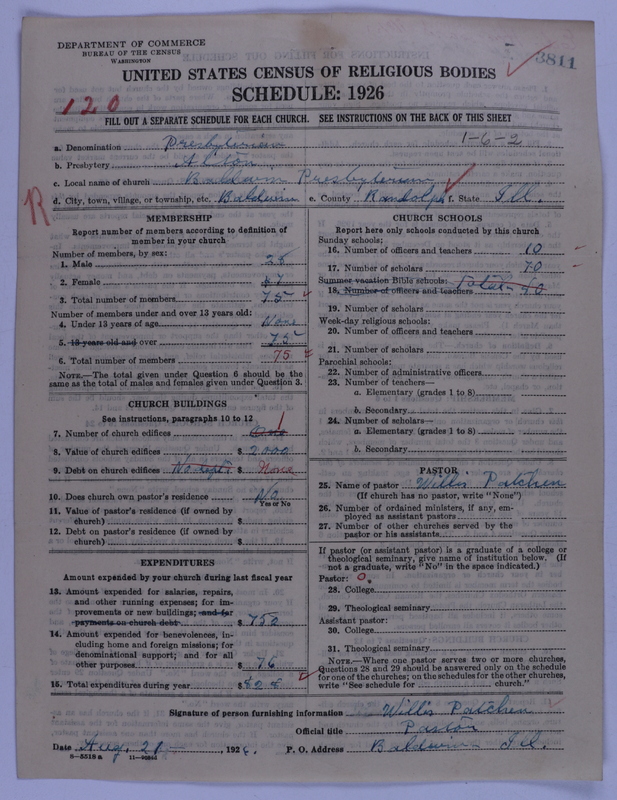 DEPARTMENT OF COMMERCE
BUREAU OF THE CENSUS
WASHINGTON
3811
UNITED STATES CENSUS OF RELIGIOUS BODIES
SCHEDULE: 1926
120
FILL OUT A SEPARATE SCHEDULE FOR EACH CHURCH. SEE INSTRUCTIONS ON THE BACK OF THIS SHEET
1-6-2
a. Denomination Presbyterian
b. Presbytery Alton
c. Local name of church Baldwin Presbyterian
R
d. City, town, village, or township, etc. Baldwin e. County Randolph f. State Ill.
MEMBERSHIP
Report number of members according to definition of
member in your church
Number of members, by sex:
1. Male 28
2. Female 47
3. Total number of members 75
Number of members under and over 13 years old:
4. Under 13 years of age None
5. 13 years old and over 75
6. Total number of members 75
NOTE.—The total given under Question 6 should be the
same as the total of males and females given under Question 3.
CHURCH BUILDINGS
See instructions, paragraphs 10 to 12
7. Number of church edifices One 1
8. Value of church edifices $ 2000
9. Debt on church edifices $ None
10. Does church own pastor's residence No
Yes or No
11. Value of pastor's residence (if owned by
church) $
12. Debt on pastor's residence (if owned by
church) $
EXPENDITURES
Amount expended by your church during last fiscal year
13. Amount expended for salaries, repairs,
and other running expenses; for im-
provements or new buildings; and for
payments on church debt $ 750
14. Amount expended for benevolences, in-
cluding home and foreign missions; for
denominational support; and for all
other purposes $ 76
15. Total expenditures during year $
CHURCH SCHOOLS
Report here only schools conducted by this church
Sunday schools:
16. Number of officers and teachers 10
17. Number of scholars 70
Summer vacation Bible schools:
18. Number of officers and teachers Total 80
19. Number of scholars
Week-day religious schools:
20. Number of officers and teachers
21. Number of scholars
Parochial schools:
22. Number of administrative officers
23. Number of teachers—
a. Elementary (grades 1 to 8)
b. Secondary
24. Number of scholars—
a. Elementary (grades 1 to 8)
b. Secondary
PASTOR
25. Name of pastor Willis Patchen
(If church has no pastor, write "None")
26. Number of ordained ministers, if any, em-
ployed as assistant pastors
27. Number of other churches served by the
pastor or his assistants
If pastor (or assistant pastor) is a graduate of a college or
theological seminary, give name of institution below. (If
not a graduate, write "No" in the space indicated.)
Pastor:
28. College
29. Theological seminary
Assistant pastor:
30. College
31. Theological seminary
NOTE.—Where one pastor serves two or more churches,
Questions 28 and 29 should be answered only on the schedule
for one of the churches; on the schedules for the other churches,
write "See schedule for church."
Signature of person furnishing information Willis Patchen
Official title Pastor
Date Aug. 21, 1926. P. O. Address Baldwin Ill.
8-5518 a